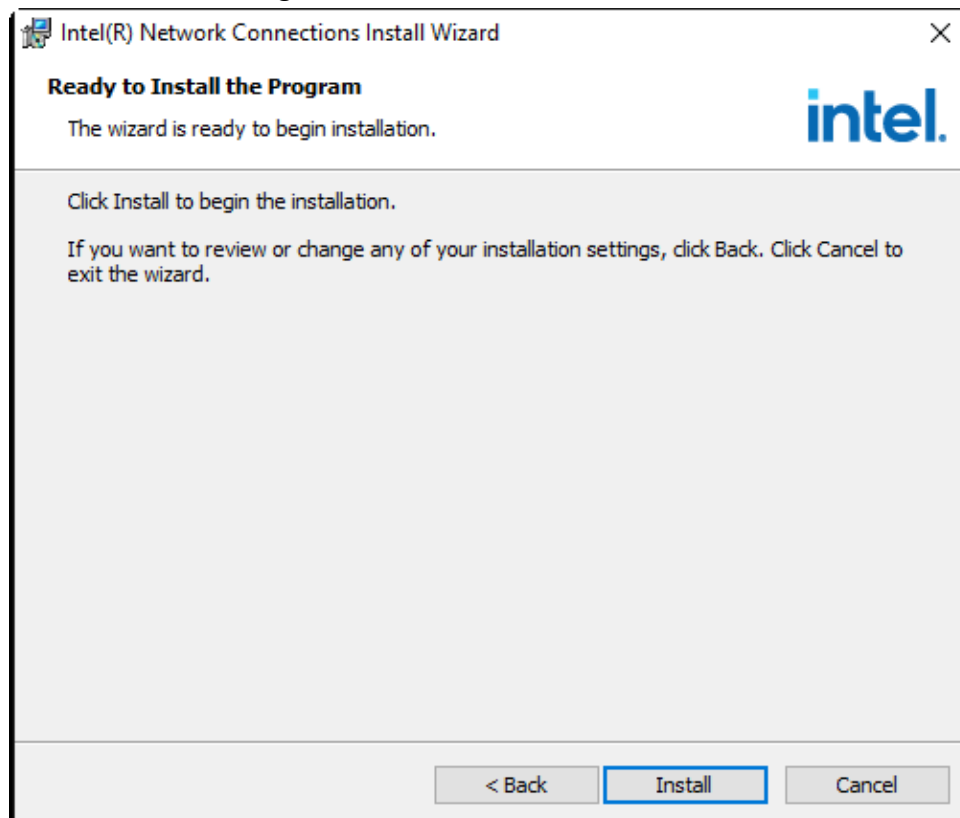 Intel(R) Network Connections Install Wizard
Ready to Install the Program
The wizard is ready to begin installation.
intel.
Click Install to begin the installation.
If you want to review or change any of your installation settings, click Back. Click Cancel to
exit the wizard.
< Back
Install
Cancel